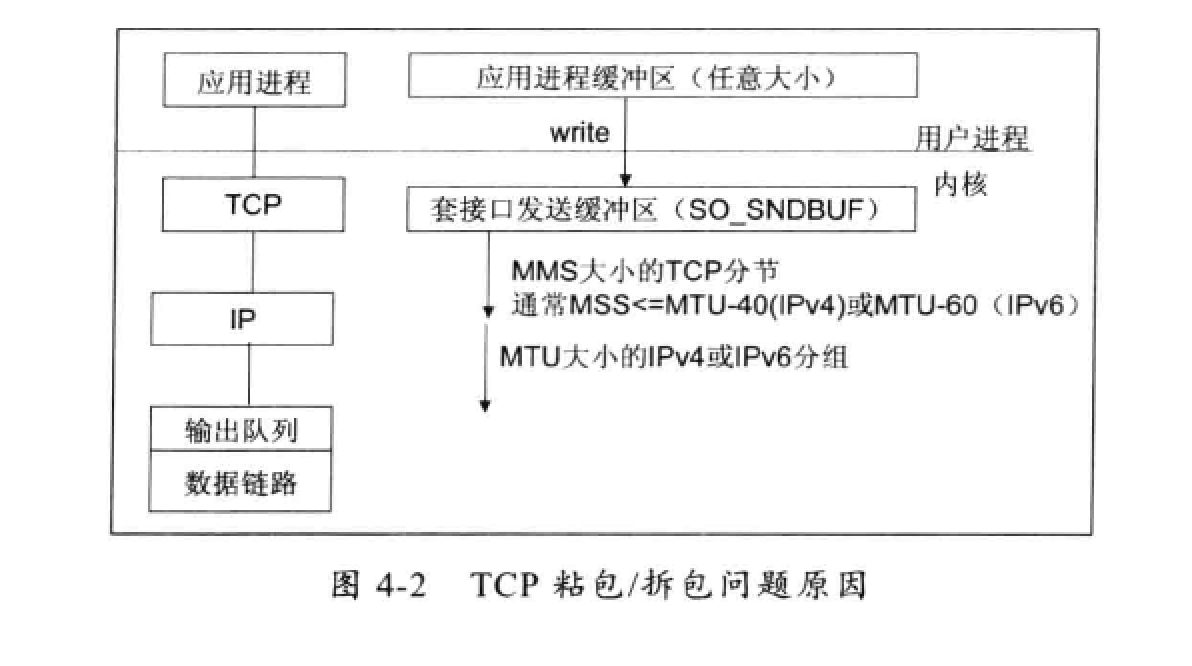 应用进程
应用进程缓冲区（任意大小）
write
用户进程
内核
TCP
套接口发送缓冲区（SO_SNDBUF）
MMS大小的TCP分节
通常MSS<=MTU-40(IPv4)或MTU-60（IPv6）
IP
MTU大小的IPv4或IPv6分组
输出队列
数据链路
图 4-2 TCP 粘包/拆包问题原因